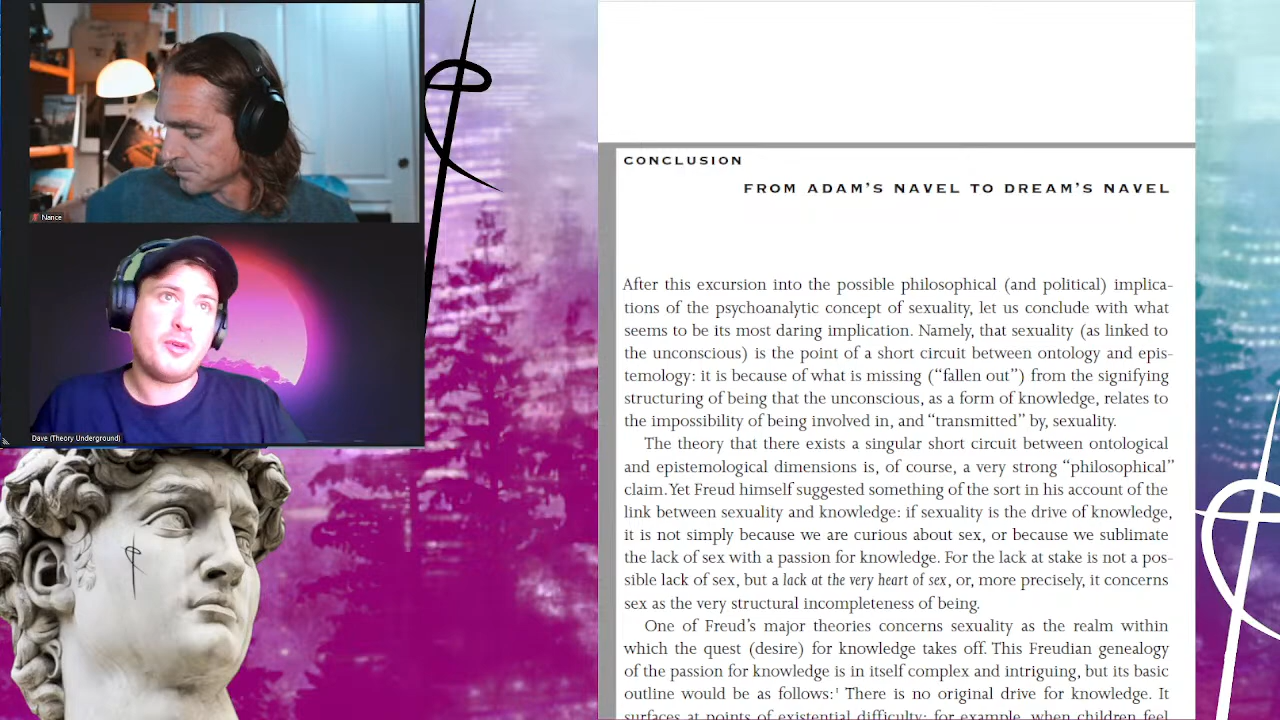 Nance
Dave (Theory Underground)
CONCLUSION
FROM ADAM'S NAVEL TO DREAM'S NAVEL
After this excursion into the possible philosophical (and political) implica-
tions of the psychoanalytic concept of sexuality, let us conclude with what
seems to be its most daring implication. Namely, that sexuality (as linked to
the unconscious) is the point of a short circuit between ontology and epis-
temology: it is because of what is missing (“fallen out”) from the signifying
structuring of being that the unconscious, as a form of knowledge, relates to
the impossibility of being involved in, and “transmitted” by, sexuality.
The theory that there exists a singular short circuit between ontological
and epistemological dimensions is, of course, a very strong “philosophical”
claim. Yet Freud himself suggested something of the sort in his account of the
link between sexuality and knowledge: if sexuality is the drive of knowledge,
it is not simply because we are curious about sex, or because we sublimate
the lack of sex with a passion for knowledge. For the lack at stake is not a pos-
sible lack of sex, but a lack at the very heart of sex, or, more precisely, it concerns
sex as the very structural incompleteness of being.
One of Freud's major theories concerns sexuality as the realm within
which the quest (desire) for knowledge takes off. This Freudian genealogy
of the passion for knowledge is in itself complex and intriguing, but its basic
outline would be as follows:¹ There is no original drive for knowledge. It
surfaces at points of existential difficulty: for example, when children feel